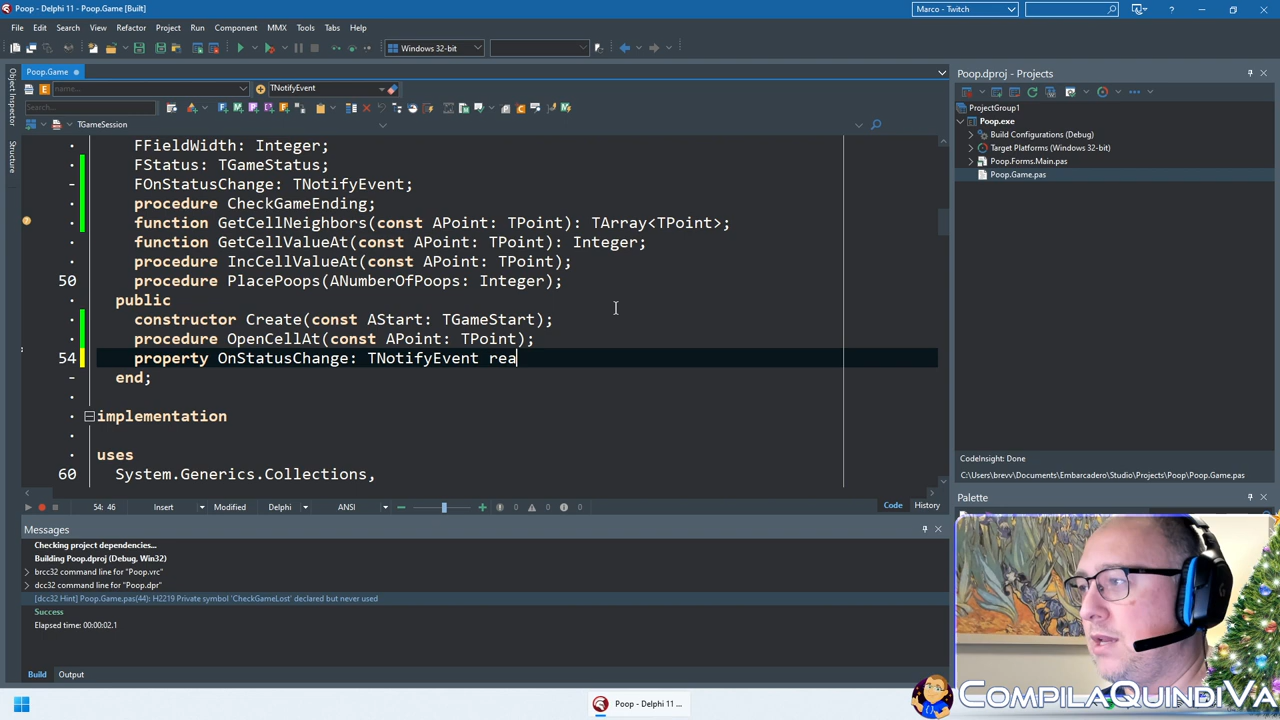 Poop - Delphi 11 - Poop.Game [Built]
Marco - Twitch
File Edit Search View Refactor Project Run Component MMX Tools Tabs Help
Windows 32-bit
Poop.Game
Poop.dproj - Projects
name...
TNotifyEvent
Search...
TGameSession
Object Inspector
Structure
ProjectGroup1
Poop.exe
Build Configurations (Debug)
Target Platforms (Windows 32-bit)
Poop.Forms.Main.pas
Poop.Game.pas
FFieldWidth: Integer;
FStatus: TGameStatus;
FOnStatusChange: TNotifyEvent;
procedure CheckGameEnding;
function GetCellNeighbors(const APoint: TPoint): TArray<TPoint>;
function GetCellValueAt(const APoint: TPoint): Integer;
procedure IncCellValueAt(const APoint: TPoint);
50 procedure PlacePoops(ANumberOfPoops: Integer);
public
constructor Create(const AStart: TGameStart);
procedure OpenCellAt(const APoint: TPoint);
54 property OnStatusChange: TNotifyEvent rea
end;
implementation
uses
60 System.Generics.Collections,
CodeInsight: Done
C:\Users\brevv\Documents\Embarcadero\Studio\Projects\Poop\Poop.Game.pas
54: 46 Insert Modified Delphi ANSI 0 0 0 Code History
Palette
Messages
Checking project dependencies...
Building Poop.dproj (Debug, Win32)
brcc32 command line for "Poop.vrc"
dcc32 command line for "Poop.dpr"
[dcc32 Hint] Poop.Game.pas(44): H2219 Private symbol 'CheckGameLost' declared but never used
Success
Elapsed time: 00:00:02.1
Build Output
Poop - Delphi 11 ...
COMPILAQUINDIVA